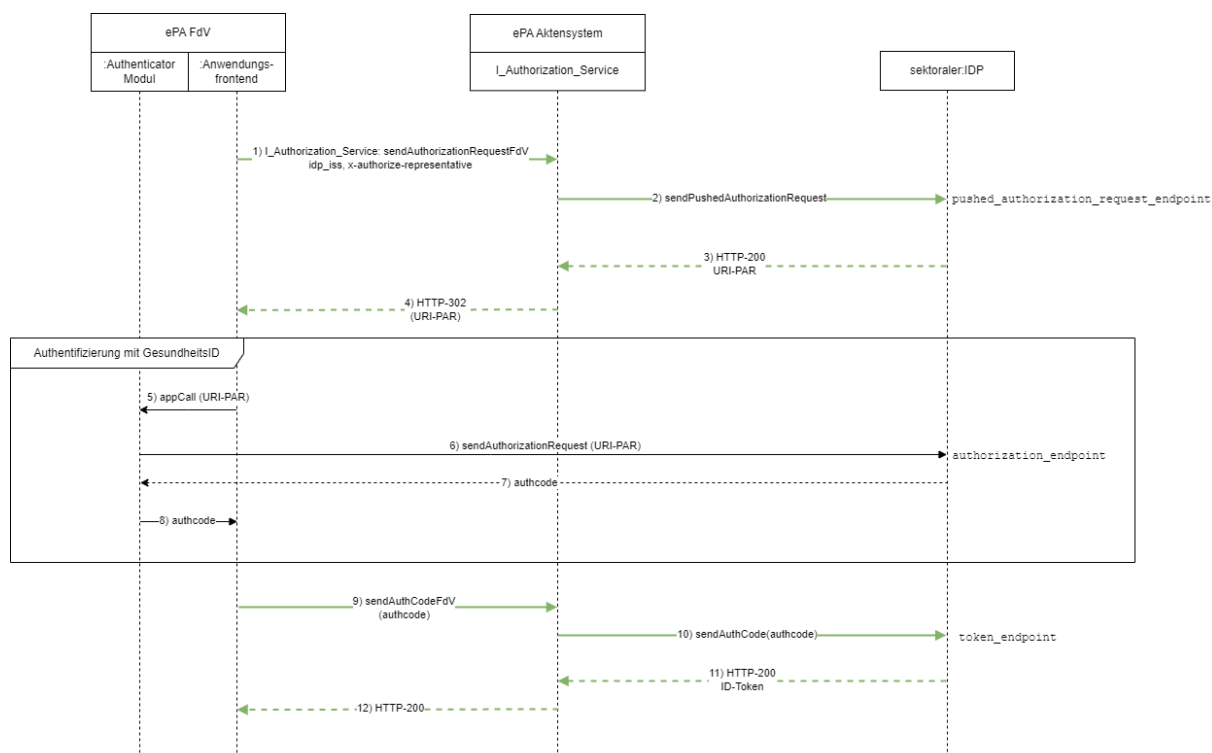 ePA FdV
:Authenticator
Modul
:Anwendungs-
frontend
ePA Aktensystem
I_Authorization_Service
sektoraler:IDP
1) I_Authorization_Service: sendAuthorizationRequestFdV
idp_iss, x-authorize-representative
2) sendPushedAuthorizationRequest
pushed_authorization_request_endpoint
3) HTTP-200
URI-PAR
4) HTTP-302
(URI-PAR)
Authentifizierung mit GesundheitsID
5) appCall (URI-PAR)
6) sendAuthorizationRequest (URI-PAR)
authorization_endpoint
7) authcode
8) authcode
9) sendAuthCodeFdV
(authcode)
10) sendAuthCode(authcode)
token_endpoint
11) HTTP-200
ID-Token
12) HTTP-200